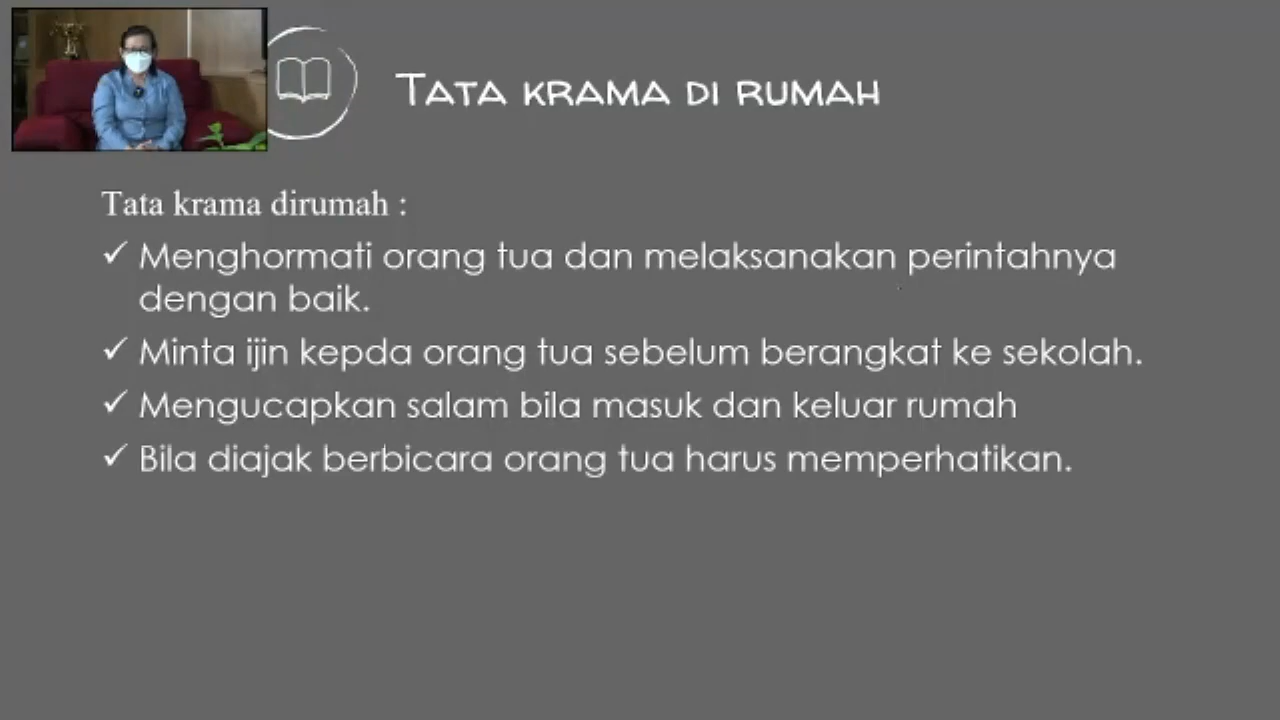 TATA KRAMA DI RUMAH
Tata krama dirumah :
✓ Menghormati orang tua dan melaksanakan perintahnya
dengan baik.
✓ Minta ijin kepda orang tua sebelum berangkat ke sekolah.
✓ Mengucapkan salam bila masuk dan keluar rumah
✓ Bila diajak berbicara orang tua harus memperhatikan.